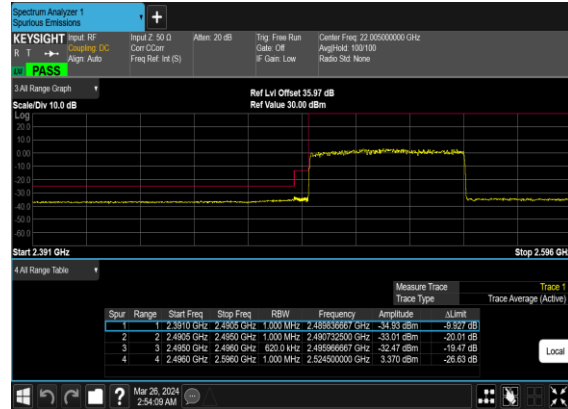 Spectrum Analyzer 1
Spurious Emissions
+
KEYSIGHT
R T
LXI PASS
Input: RF
Coupling: DC
Align: Auto
Input Z: 50 Ω
Corr CCorr
Freq Ref: Int (S)
Atten: 20 dB
Trig: Free Run
Gate: Off
IF Gain: Low
Center Freq: 22.005000000 GHz
Avg|Hold: 100/100
Radio Std: None
3 All Range Graph
Scale/Div 10.0 dB
Ref Lvl Offset 35.97 dB
Ref Value 30.00 dBm
Log
20.0
10.0
0.00
-10.0
-20.0
-30.0
-40.0
-50.0
-60.0
Start 2.391 GHz
Stop 2.596 GHz
4 All Range Table
Measure Trace Trace 1
Trace Type Trace Average (Active)
Spur Range Start Freq Stop Freq RBW Frequency Amplitude ΔLimit
1 1 2.3910 GHz 2.4905 GHz 1.000 MHz 2.489836667 GHz -34.93 dBm -9.927 dB
2 2 2.4905 GHz 2.4950 GHz 1.000 MHz 2.490732500 GHz -33.01 dBm -20.01 dB
3 3 2.4950 GHz 2.4960 GHz 620.0 kHz 2.495966667 GHz -32.47 dBm -19.47 dB
4 4 2.4960 GHz 2.5960 GHz 1.000 MHz 2.524500000 GHz 3.370 dBm -26.63 dB
Local
?
Mar 26, 2024
2:54:09 AM